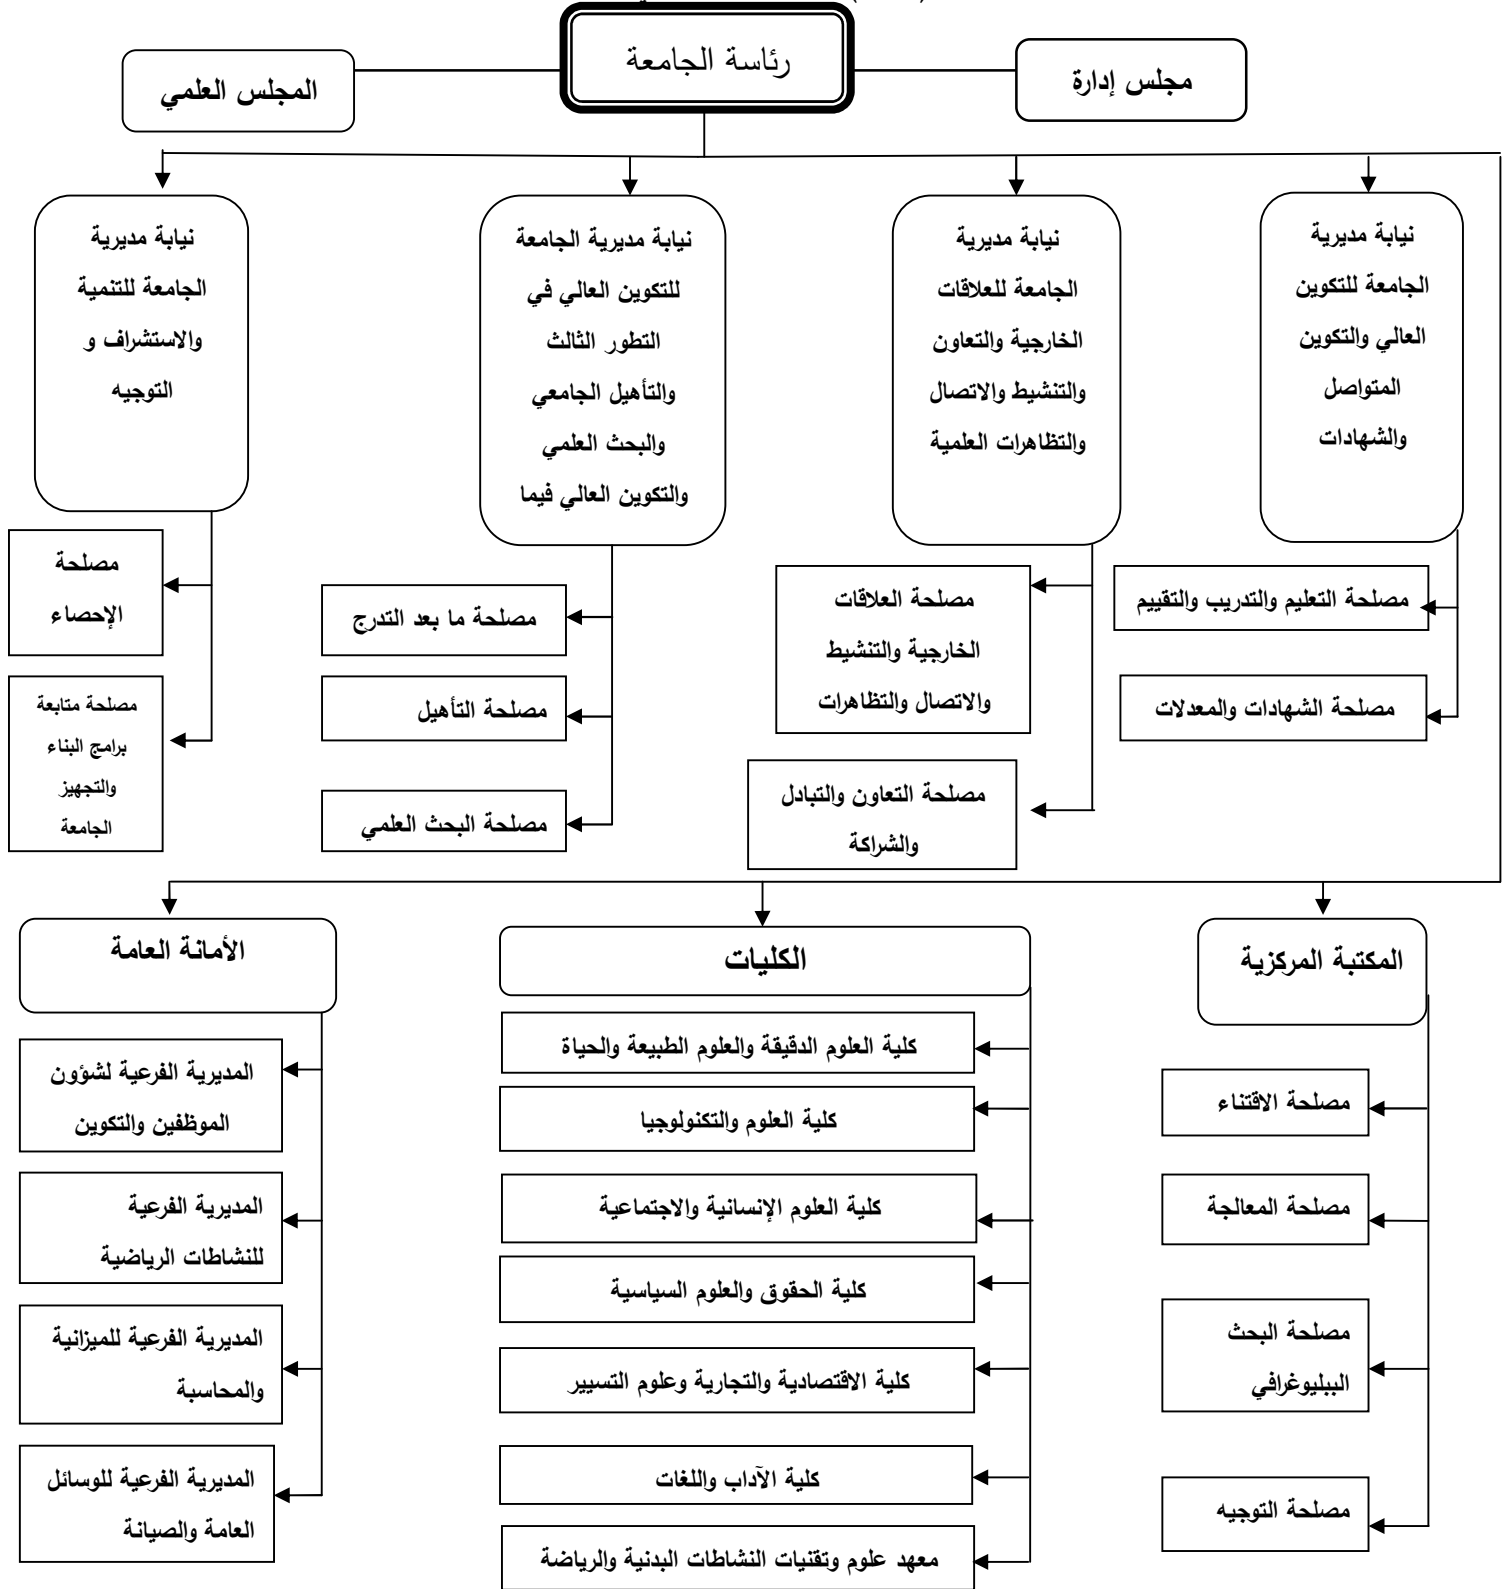 رئاسة الجامعة
مجلس إدارة
المجلس العلمي
نيابة مديرية
الجامعة للتكوين
العالي والتكوين
المتواصل
والشهادات
نيابة مديرية
الجامعة للعلاقات
الخارجية والتعاون
والتنشيط والاتصال
والتظاهرات العلمية
نيابة مديرية الجامعة
للتكوين العالي في
التطور الثالث
والتأهيل الجامعي
والبحث العلمي
والتكوين العالي فيما
نيابة مديرية
الجامعة للتنمية
والاستشراف و
التوجيه
مصلحة التعليم والتدريب والتقييم
مصلحة الشهادات والمعدلات
مصلحة العلاقات
الخارجية والتنشيط
والاتصال والتظاهرات
مصلحة التعاون والتبادل
والشراكة
مصلحة ما بعد التدرج
مصلحة التأهيل
مصلحة البحث العلمي
مصلحة
الإحصاء
مصلحة متابعة
برامج البناء
والتجهيز
الجامعة
المكتبة المركزية
مصلحة الاقتناء
مصلحة المعالجة
مصلحة البحث
الببليوغرافي
مصلحة التوجيه
الكليات
كلية العلوم الدقيقة والعلوم الطبيعة والحياة
كلية العلوم والتكنولوجيا
كلية العلوم الإنسانية والاجتماعية
كلية الحقوق والعلوم السياسية
كلية الاقتصادية والتجارية وعلوم التسيير
كلية الآداب واللغات
معهد علوم وتقنيات النشاطات البدنية والرياضة
الأمانة العامة
المديرية الفرعية لشؤون
الموظفين والتكوين
المديرية الفرعية
للنشاطات الرياضية
المديرية الفرعية للميزانية
والمحاسبة
المديرية الفرعية للوسائل
العامة والصيانة